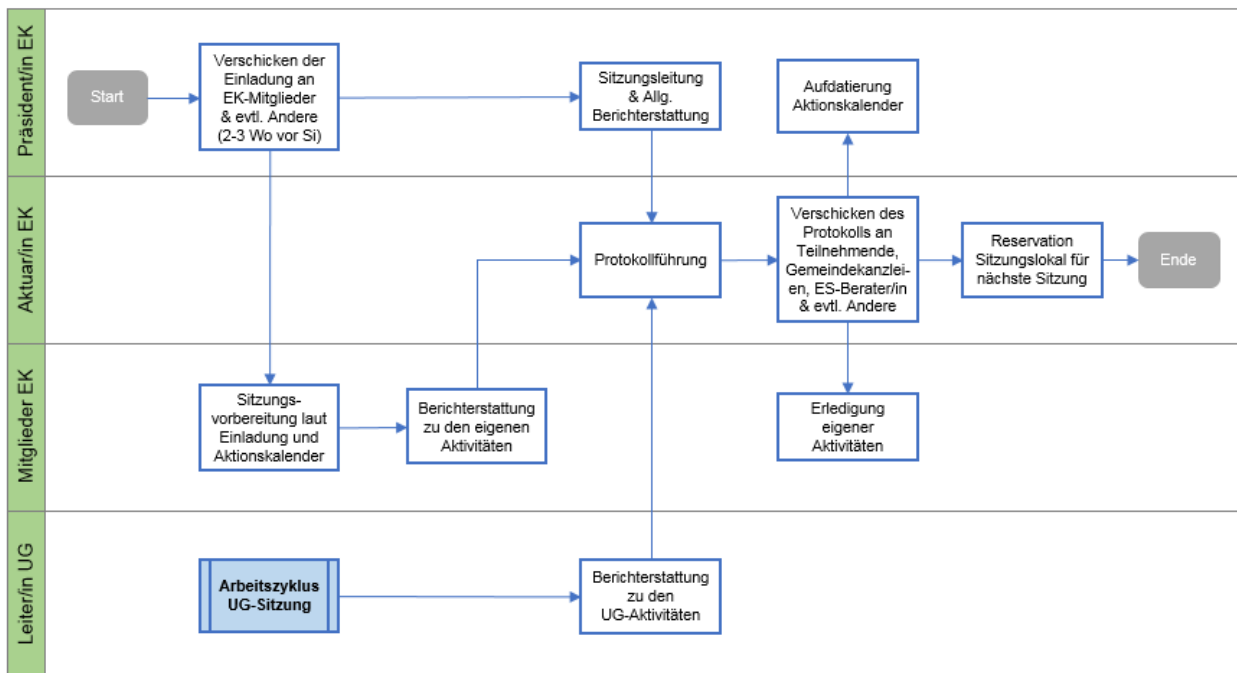 Präsident/in EK
Start
Verschicken der
Einladung an
EK-Mitglieder
& evtl. Andere
(2-3 Wo vor Si)
Sitzungsleitung
& Allg.
Berichterstattung
Aufdatierung
Aktionskalender
Aktuar/in EK
Protokollführung
Verschicken des
Protokolls an
Teilnehmende,
Gemeindekanzlei-
en, ES-Berater/in
& evtl. Andere
Reservation
Sitzungslokal für
nächste Sitzung
Ende
Mitglieder EK
Sitzungs-
vorbereitung laut
Einladung und
Aktionskalender
Berichterstattung
zu den eigenen
Aktivitäten
Erledigung
eigener
Aktivitäten
Leiter/in UG
Arbeitszyklus
UG-Sitzung
Berichterstattung
zu den
UG-Aktivitäten